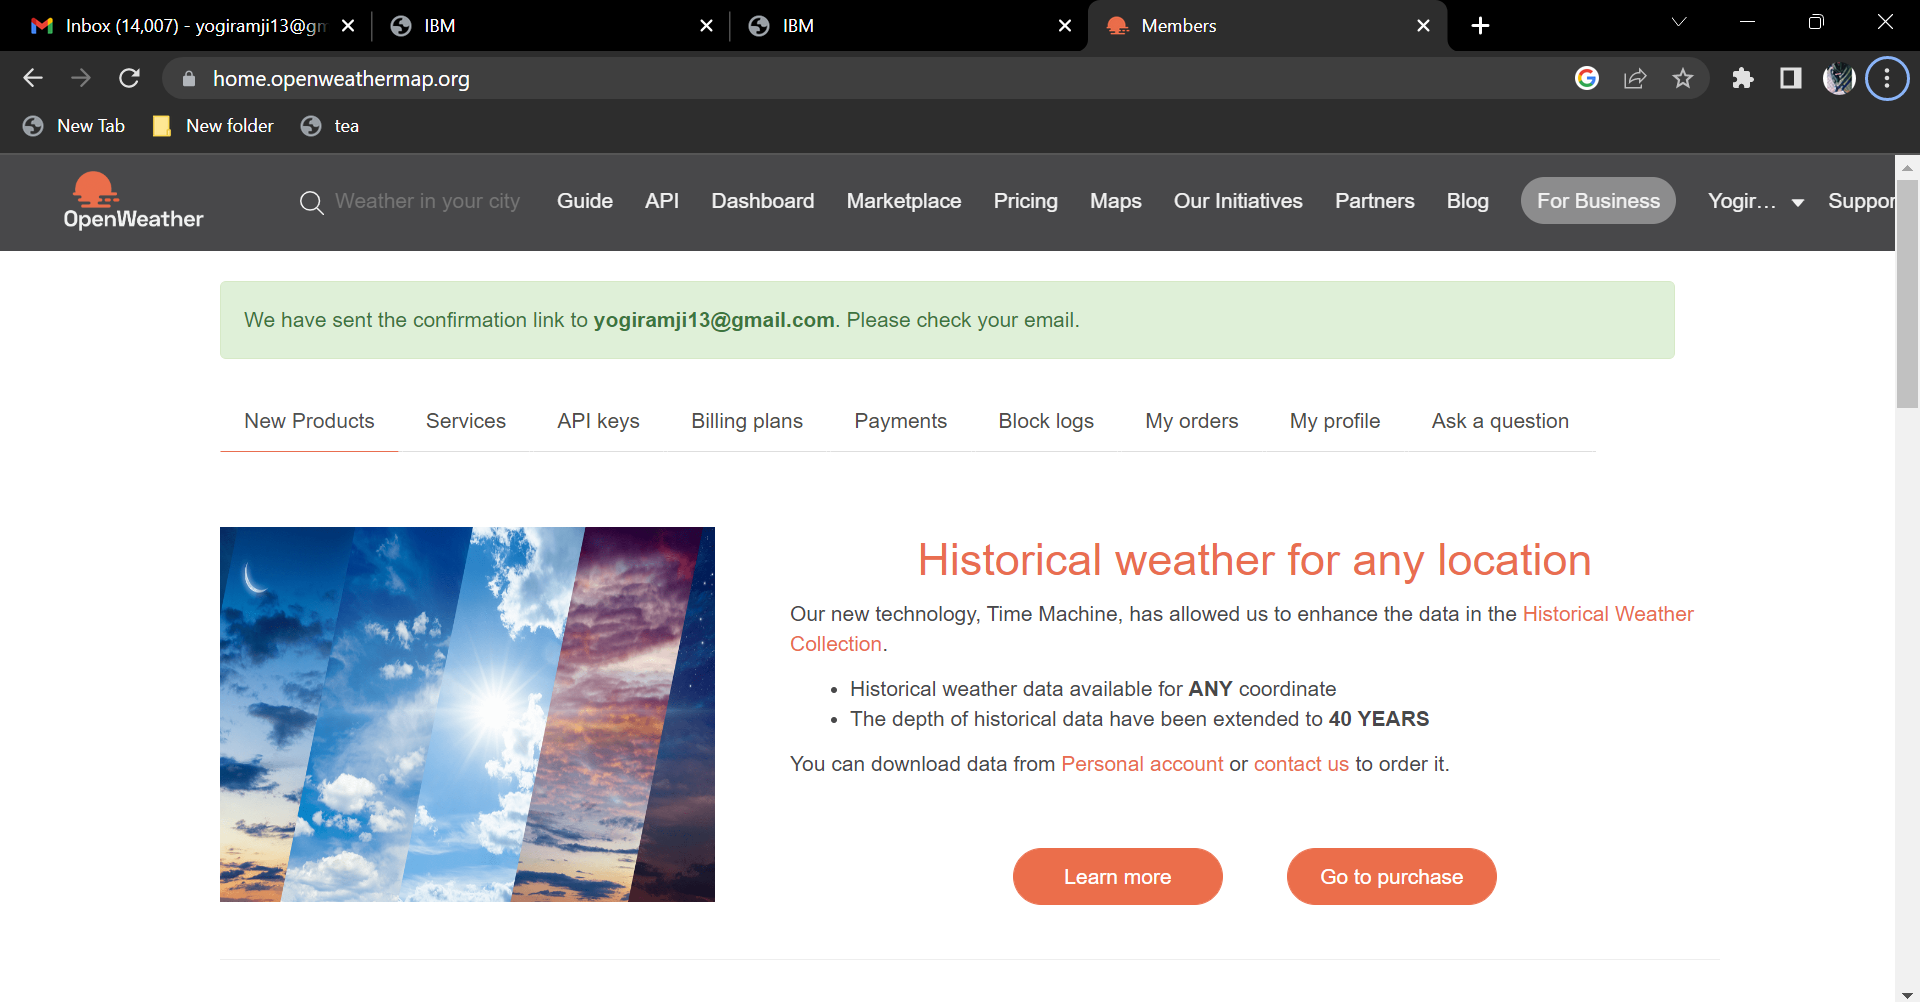 Inbox (14,007) - yogiramji13@gm
IBM
IBM
Members
home.openweathermap.org
New Tab
New folder
tea
OpenWeather
Weather in your city
Guide
API
Dashboard
Marketplace
Pricing
Maps
Our Initiatives
Partners
Blog
For Business
Yogir...
Suppor
We have sent the confirmation link to yogiramji13@gmail.com. Please check your email.
New Products
Services
API keys
Billing plans
Payments
Block logs
My orders
My profile
Ask a question
Historical weather for any location
Our new technology, Time Machine, has allowed us to enhance the data in the Historical Weather
Collection.
• Historical weather data available for ANY coordinate
• The depth of historical data have been extended to 40 YEARS
You can download data from Personal account or contact us to order it.
Learn more
Go to purchase